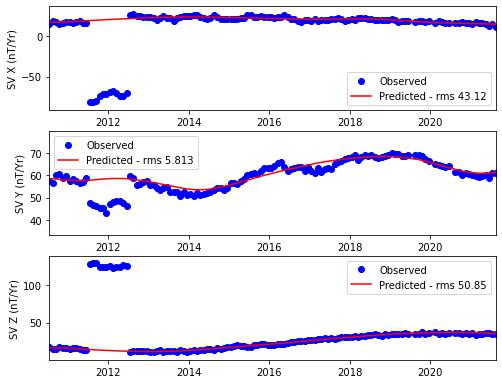 SV X (nT/Yr)
0
−50
Observed
Predicted - rms 43.12
2012 2014 2016 2018 2020
SV Y (nT/Yr)
70
60
50
40
Observed
Predicted - rms 5.813
2012 2014 2016 2018 2020
SV Z (nT/Yr)
100
50
Observed
Predicted - rms 50.85
2012 2014 2016 2018 2020